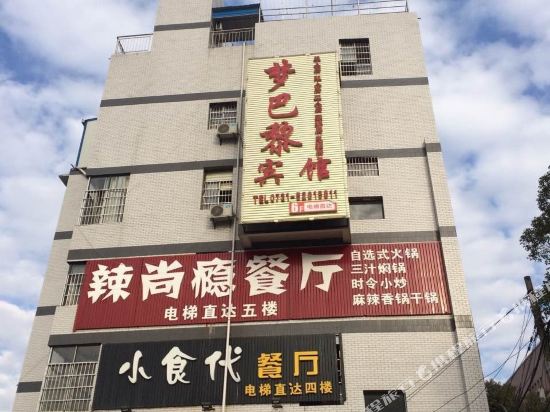 梦巴黎
宾馆
6F电梯直达
辣尚瘾餐厅
电梯直达五楼
自选式火锅
三汁焖锅
时令小炒
麻辣香锅干锅
小食代餐厅
电梯直达四楼